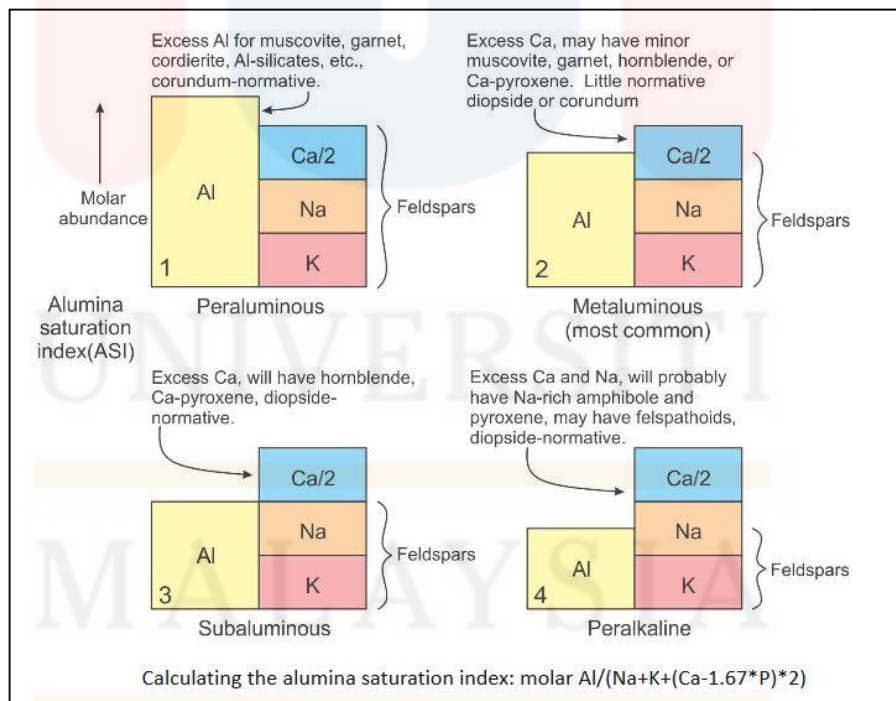 Excess Al for muscovite, garnet,
cordierite, Al-silicates, etc.,
corundum-normative.
Molar
abundance
Al
1
Ca/2
Na
K
Feldspars
Peraluminous
Excess Ca, may have minor
muscovite, garnet, hornblende, or
Ca-pyroxene. Little normative
diopside or corundum
Al
2
Ca/2
Na
K
Feldspars
Metaluminous
(most common)
Alumina
saturation
index(ASI)
UNIVERSITI
Excess Ca, will have hornblende,
Ca-pyroxene, diopside-
normative.
Al
3
Ca/2
Na
K
Feldspars
Subaluminous
Excess Ca and Na, will probably
have Na-rich amphibole and
pyroxene, may have felspathoids,
diopside-normative.
Al
4
Ca/2
Na
K
Feldspars
Peralkaline
MALAYSIA
Calculating the alumina saturation index: molar Al/(Na+K+(Ca-1.67*P)*2)